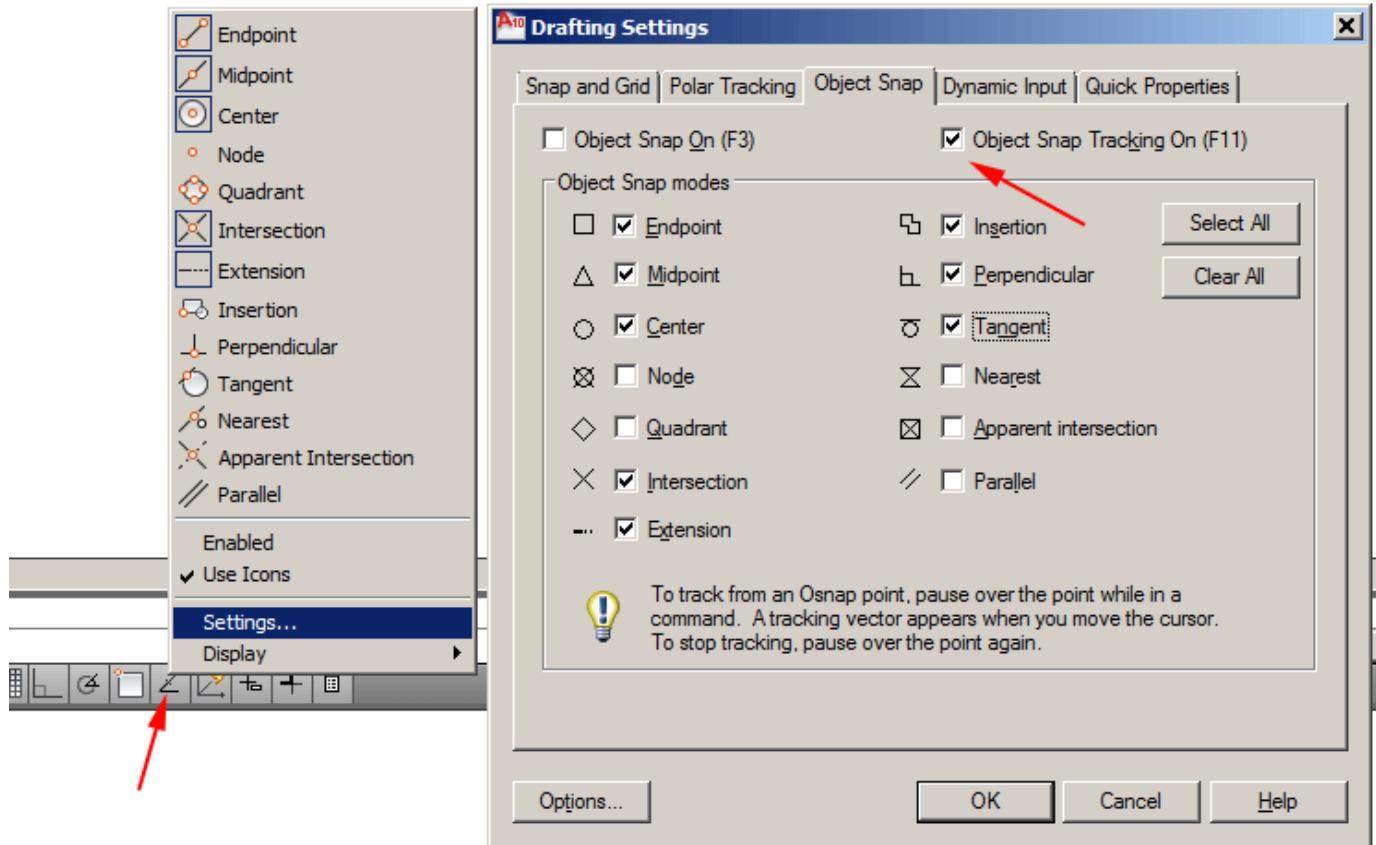 Endpoint
Midpoint
Center
Node
Quadrant
Intersection
Extension
Insertion
Perpendicular
Tangent
Nearest
Apparent Intersection
Parallel
Enabled
Use Icons
Settings...
Display
A10 Drafting Settings
Snap and Grid Polar Tracking Object Snap Dynamic Input Quick Properties
Object Snap On (F3) Object Snap Tracking On (F11)
Object Snap modes
Endpoint Insertion Select All
Midpoint Perpendicular Clear All
Center Tangent
Node Nearest
Quadrant Apparent intersection
Intersection Parallel
Extension
To track from an Osnap point, pause over the point while in a
command. A tracking vector appears when you move the cursor.
To stop tracking, pause over the point again.
Options... OK Cancel Help